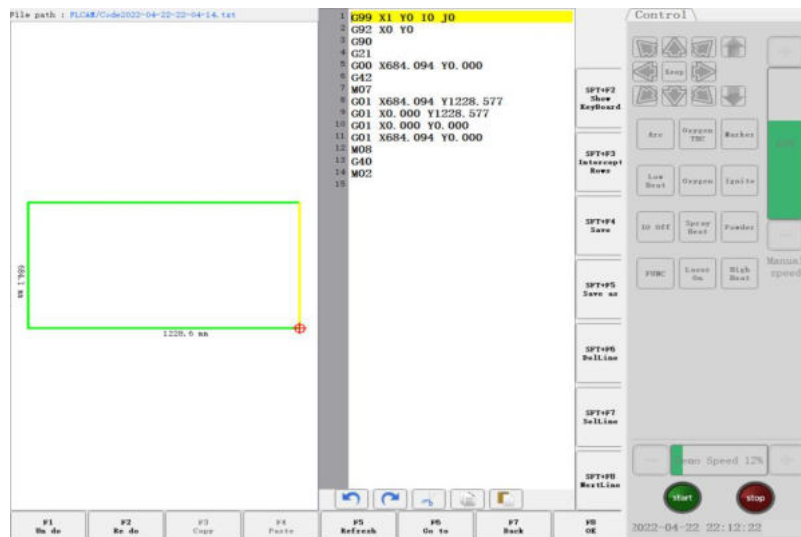 File path : FLCAM/Code2022-04-22-22-04-14.txt
1 G99 X1 Y0 I0 J0
2 G92 X0 Y0
3 G90
4 G21
5 G00 X684.094 Y0.000
6 G42
7 M07
8 G01 X684.094 Y1228.577
9 G01 X0.000 Y1228.577
10 G01 X0.000 Y0.000
11 G01 X684.094 Y0.000
12 M08
13 G40
14 M02
15
684.1 mm
1228.6 mm
SFT+F2
Show
KeyBoard
SFT+F3
Intercept
Rows
SFT+F4
Save
SFT+F5
Save as
SFT+F6
DelLine
SFT+F7
SelLine
SFT+F8
NextLine
Control
Keep
Arc
Oxygen
THC
Marker
Low
Heat
Oxygen
Ignite
IO Off
Spray
Heat
Powder
FUNC
Loose
On
High
Heat
Manual
speed
Demo Speed 12%
start
stop
2022-04-22 22:12:22
F1
Un do
F2
Re do
F3
Copy
F4
Paste
F5
Refresh
F6
Go to
F7
Back
F8
OK